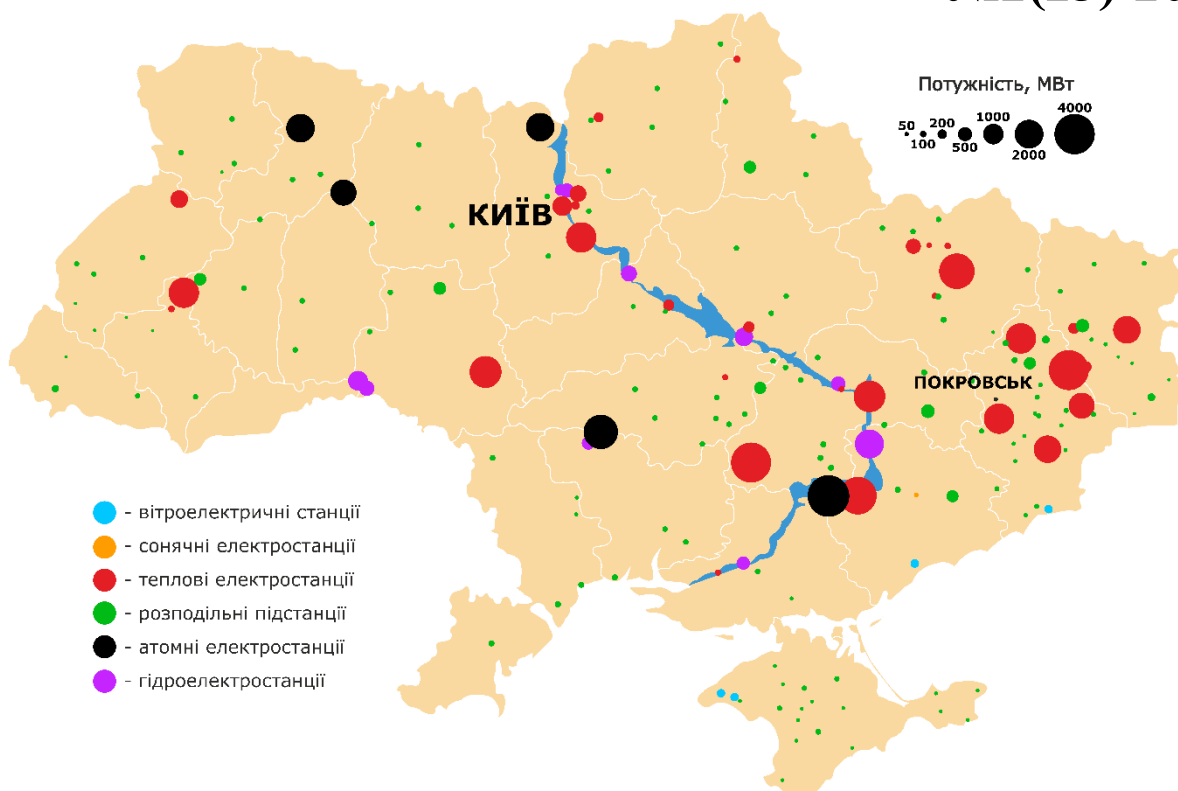 Потужність, МВт
50
100
200
500
1000
2000
4000
КИЇВ
ПОКРОВСЬК
- вітроелектричні станції
- сонячні електростанції
- теплові електростанції
- розподільні підстанції
- атомні електростанції
- гідроелектростанції